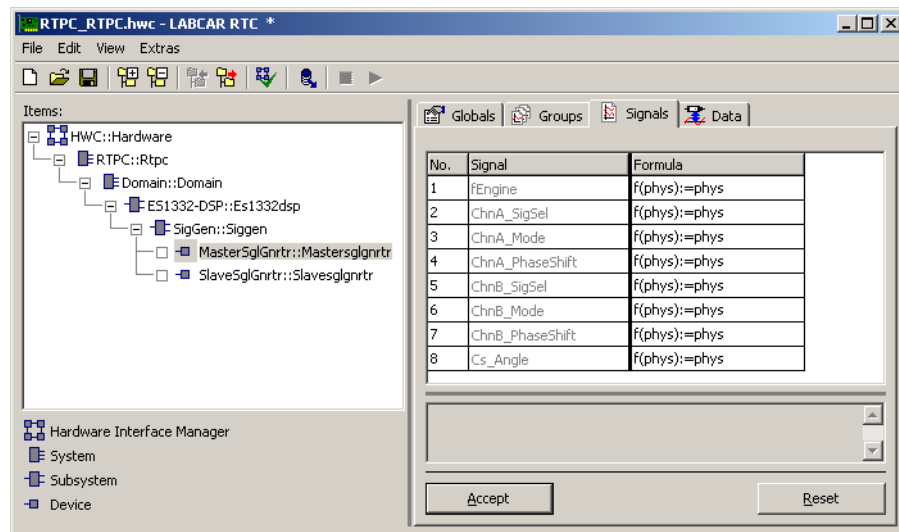 RTPC_RTPC.hwc - LABCAR RTC *
File Edit View Extras
Items:
HWC::Hardware
RTPC::Rtpc
Domain::Domain
ES1332-DSP::Es1332dsp
SigGen::Siggen
MasterSglGnrtr::Mastersglgnrtr
SlaveSglGnrtr::Slavesglgnrtr
Hardware Interface Manager
System
Subsystem
Device
Globals Groups Signals Data
No. Signal Formula
1 fEngine f(phys):=phys
2 ChnA_SigSel f(phys):=phys
3 ChnA_Mode f(phys):=phys
4 ChnA_PhaseShift f(phys):=phys
5 ChnB_SigSel f(phys):=phys
6 ChnB_Mode f(phys):=phys
7 ChnB_PhaseShift f(phys):=phys
8 Cs_Angle f(phys):=phys
Accept Reset